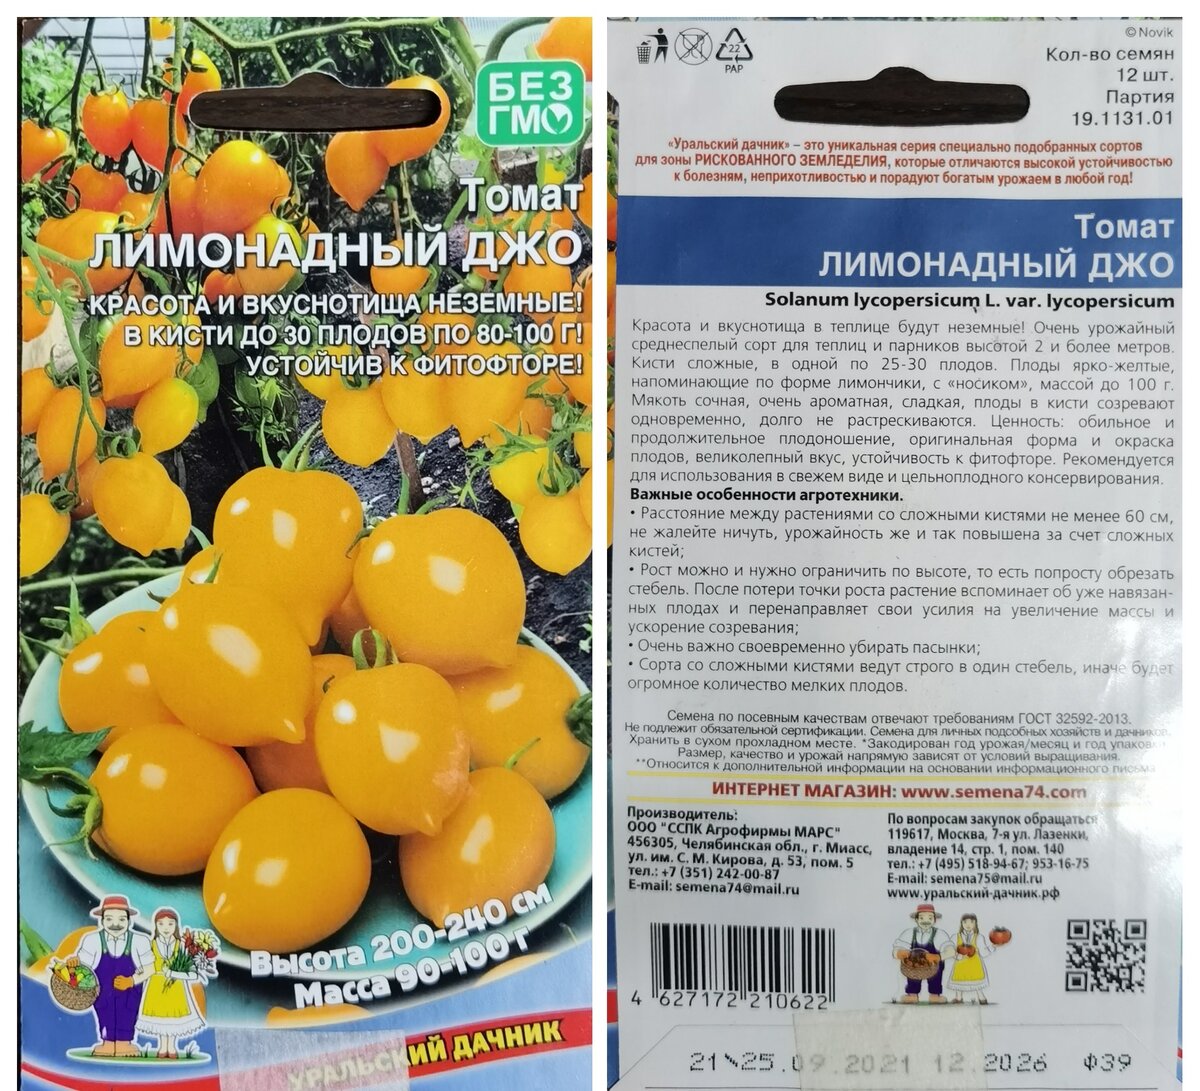 БЕЗ
ГМО
Томат
ЛИМОНАДНЫЙ ДЖО
КРАСОТА И ВКУСНОТИЩА НЕЗЕМНЫЕ!
В КИСТИ ДО 30 ПЛОДОВ ПО 80-100 Г!
УСТОЙЧИВ К ФИТОФТОРЕ!
Высота 200-240 см
Масса 90-100 г
УРАЛЬСКИЙ ДАЧНИК
© Novik
22
PAP
Кол-во семян
12 шт.
Партия
19.1131.01
«Уральский дачник» – это уникальная серия специально подобранных сортов
для зоны РИСКОВАННОГО ЗЕМЛЕДЕЛИЯ, которые отличаются высокой устойчивостью
к болезням, неприхотливостью и порадуют богатым урожаем в любой год!
Томат
ЛИМОНАДНЫЙ ДЖО
Solanum lycopersicum L. var. lycopersicum
Красота и вкуснотища в теплице будут неземные! Очень урожайный
среднеспелый сорт для теплиц и парников высотой 2 и более метров.
Кисти сложные, в одной по 25-30 плодов. Плоды ярко-желтые,
напоминающие по форме лимончики, с «носиком», массой до 100 г.
Мякоть сочная, очень ароматная, сладкая, плоды в кисти созревают
одновременно, долго не растрескиваются. Ценность: обильное и
продолжительное плодоношение, оригинальная форма и окраска
плодов, великолепный вкус, устойчивость к фитофторе. Рекомендуется
для использования в свежем виде и цельноплодного консервирования.
Важные особенности агротехники.
• Расстояние между растениями со сложными кистями не менее 60 см,
не жалейте ничуть, урожайность же и так повышена за счет сложных
кистей;
• Рост можно и нужно ограничить по высоте, то есть попросту обрезать
стебель. После потери точки роста растение вспоминает об уже навязан-
ных плодах и перенаправляет свои усилия на увеличение массы и
ускорение созревания;
• Очень важно своевременно убирать пасынки;
• Сорта со сложными кистями ведут строго в один стебель, иначе будет
огромное количество мелких плодов.
Семена по посевным качествам отвечают требованиям ГОСТ 32592-2013.
Не подлежит обязательной сертификации. Семена для личных подсобных хозяйств и дачников.
Хранить в сухом прохладном месте. *Закодирован год урожая/месяц и год упаковки
Размер, качество и урожай напрямую зависят от условий выращивания.
**Относится к дополнительной информации на основании информационного письма
ИНТЕРНЕТ МАГАЗИН: www.semena74.com
Производитель:
ООО "ССПК Агрофирмы МАРС"
456305, Челябинская обл., г. Миасс,
ул. им. С. М. Кирова, д. 53, пом. 5
тел.: +7 (351) 242-00-87
E-mail: semena74@mail.ru
По вопросам закупок обращаться
119617, Москва, 7-я ул. Лазенки,
владение 14, стр. 1, пом. 140
тел.: +7 (495) 518-94-67; 953-16-75
E-mail: semena75@mail.ru
www.уральский-дачник.рф
4 627172 210622
21\25.09.2021 12.2026 Ф39